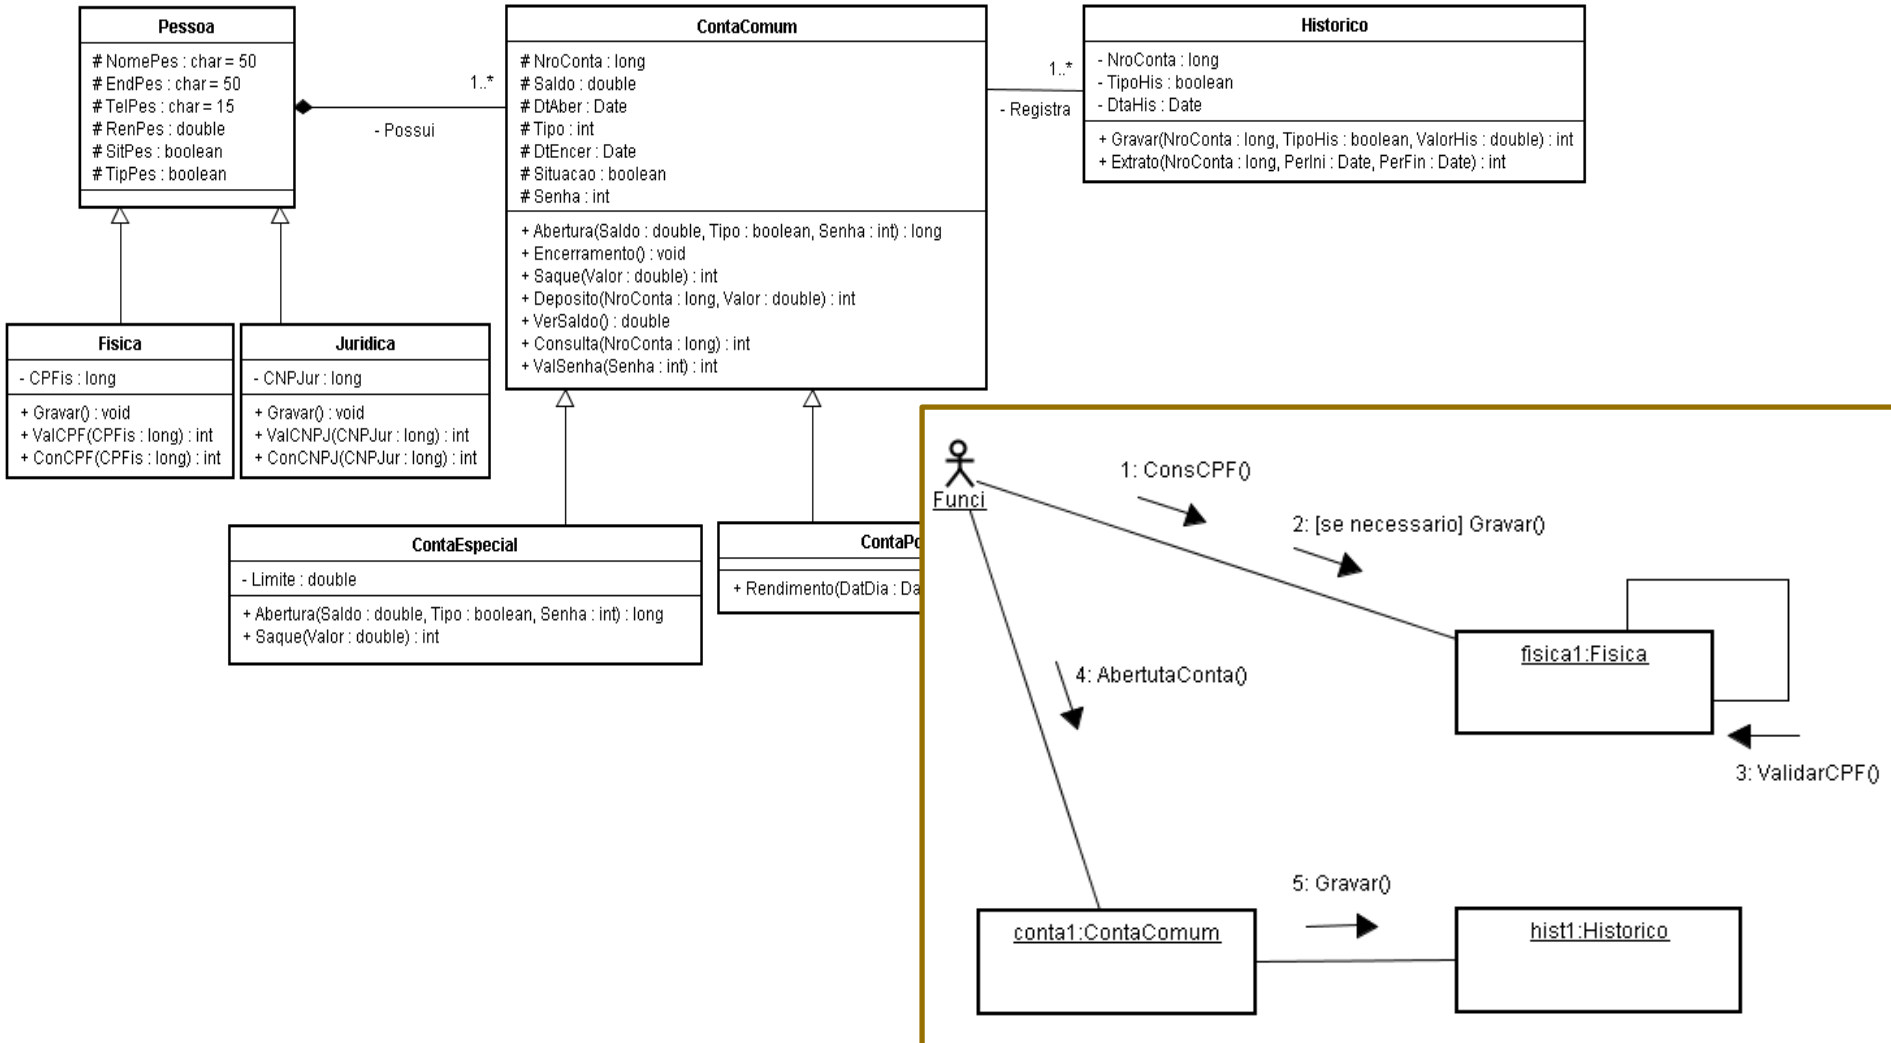 Pessoa
# NomePes : char = 50
# EndPes : char = 50
# TelPes : char = 15
# RenPes : double
# SitPes : boolean
# TipPes : boolean
1..*
- Possui
ContaComum
# NroConta : long
# Saldo : double
# DtAber : Date
# Tipo : int
# DtEncer : Date
# Situacao : boolean
# Senha : int
+ Abertura(Saldo : double, Tipo : boolean, Senha : int) : long
+ Encerramento() : void
+ Saque(Valor : double) : int
+ Deposito(NroConta : long, Valor : double) : int
+ VerSaldo() : double
+ Consulta(NroConta : long) : int
+ ValSenha(Senha : int) : int
1..*
- Registra
Historico
- NroConta : long
- TipoHis : boolean
- DtaHis : Date
+ Gravar(NroConta : long, TipoHis : boolean, ValorHis : double) : int
+ Extrato(NroConta : long, PerIni : Date, PerFin : Date) : int
Fisica
- CPFis : long
+ Gravar() : void
+ ValCPF(CPFis : long) : int
+ ConCPF(CPFis : long) : int
Juridica
- CNPJur : long
+ Gravar() : void
+ ValCNPJ(CNPJur : long) : int
+ ConCNPJ(CNPJur : long) : int
ContaEspecial
- Limite : double
+ Abertura(Saldo : double, Tipo : boolean, Senha : int) : long
+ Saque(Valor : double) : int
+ Rendimento(DatDia :
Funci
1: ConsCPF()
2: [se necessario] Gravar()
fisica1:Fisica
3: ValidarCPF()
4: AbertutaConta()
conta1:ContaComum
5: Gravar()
hist1:Historico